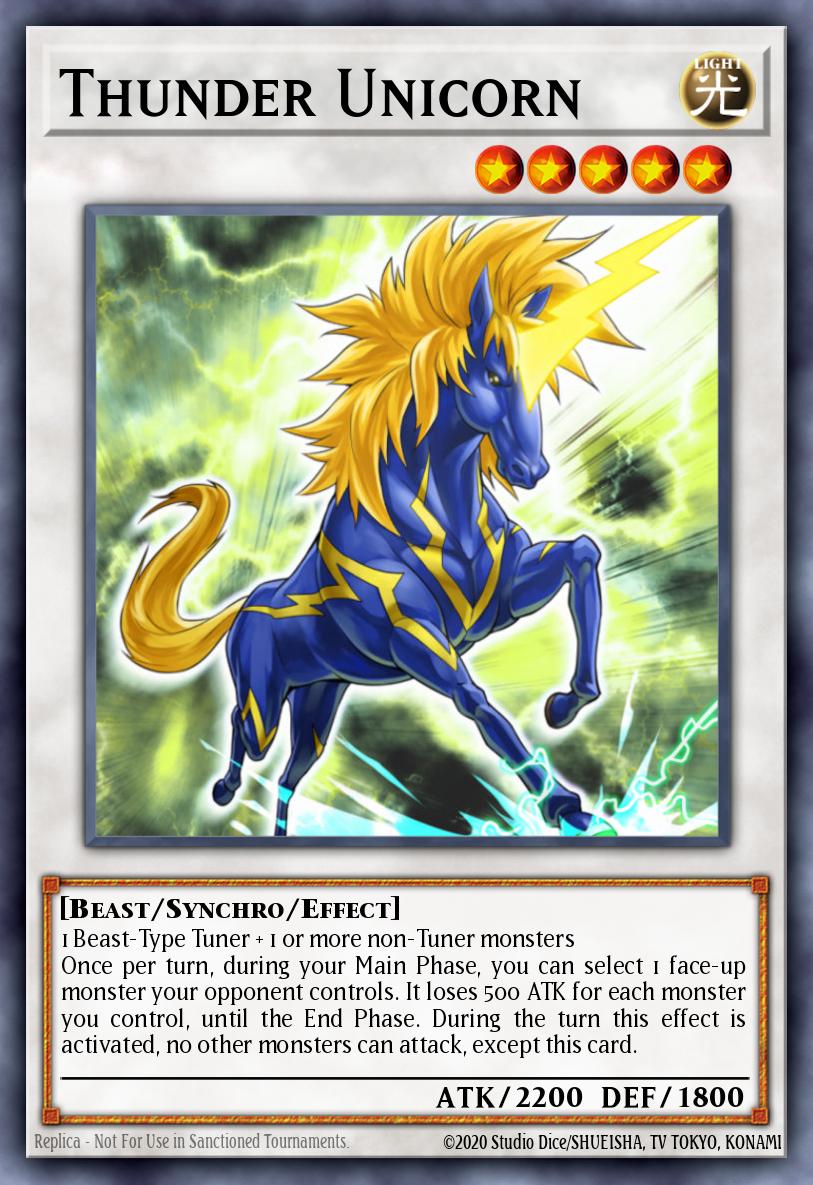 Thunder Unicorn
LIGHT
光
[Beast/Synchro/Effect]
1 Beast-Type Tuner + 1 or more non-Tuner monsters
Once per turn, during your Main Phase, you can select 1 face-up
monster your opponent controls. It loses 500 ATK for each monster
you control, until the End Phase. During the turn this effect is
activated, no other monsters can attack, except this card.
ATK/2200 DEF/1800
Replica - Not For Use in Sanctioned Tournaments.
©2020 Studio Dice/SHUEISHA, TV TOKYO, KONAMI